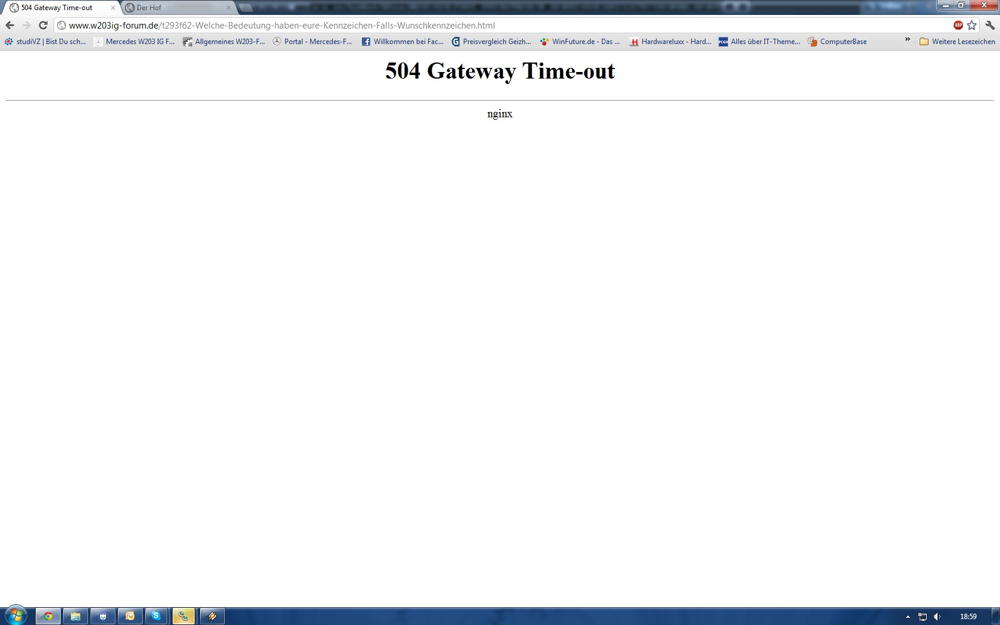 504 Gateway Time-out
Der Hof
www.w203ig-forum.de/t293f62-Welche-Bedeutung-haben-eure-Kennzeichen-Falls-Wunschkennzeichen.html
ABP
studiVZ | Bist Du sch... Mercedes W203 IG F... Allgemeines W203-F... Portal - Mercedes-F... Willkommen bei Fac... Preisvergleich Geizh... WinFuture.de - Das ... Hardwareluxx - Hard... PCGH Alles über IT-Theme... ComputerBase » Weitere Lesezeichen
504 Gateway Time-out
nginx
18:59